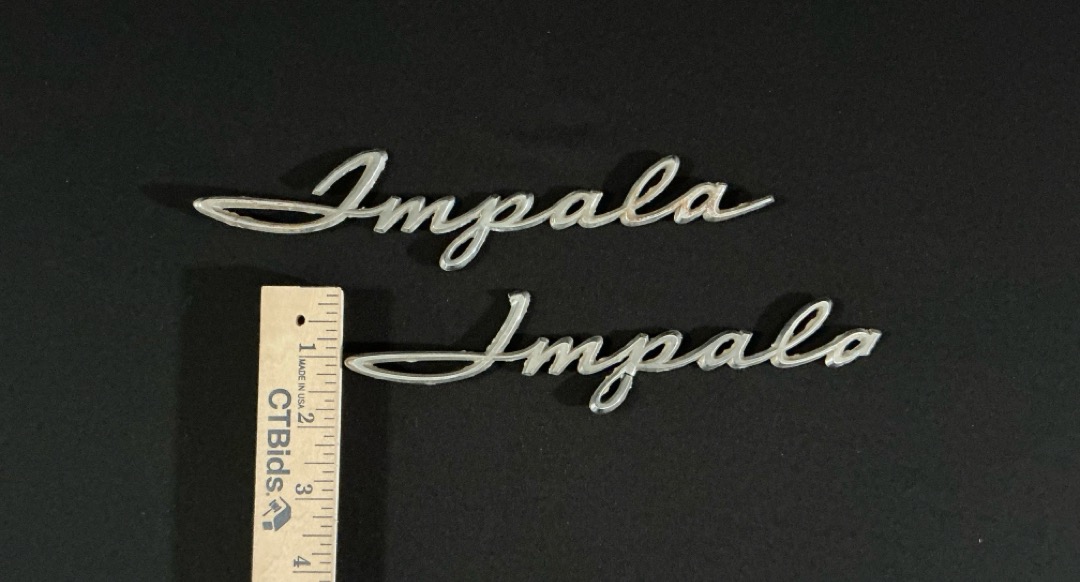 Impala
Impala
1 MADE IN USA 2 3 4
CTBids.